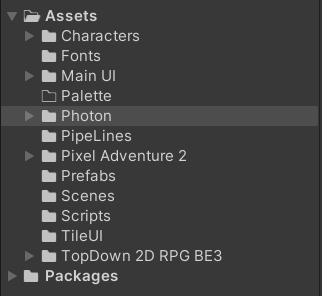 Assets
Characters
Fonts
Main UI
Palette
Photon
PipeLines
Pixel Adventure 2
Prefabs
Scenes
Scripts
TileUI
TopDown 2D RPG BE3
Packages